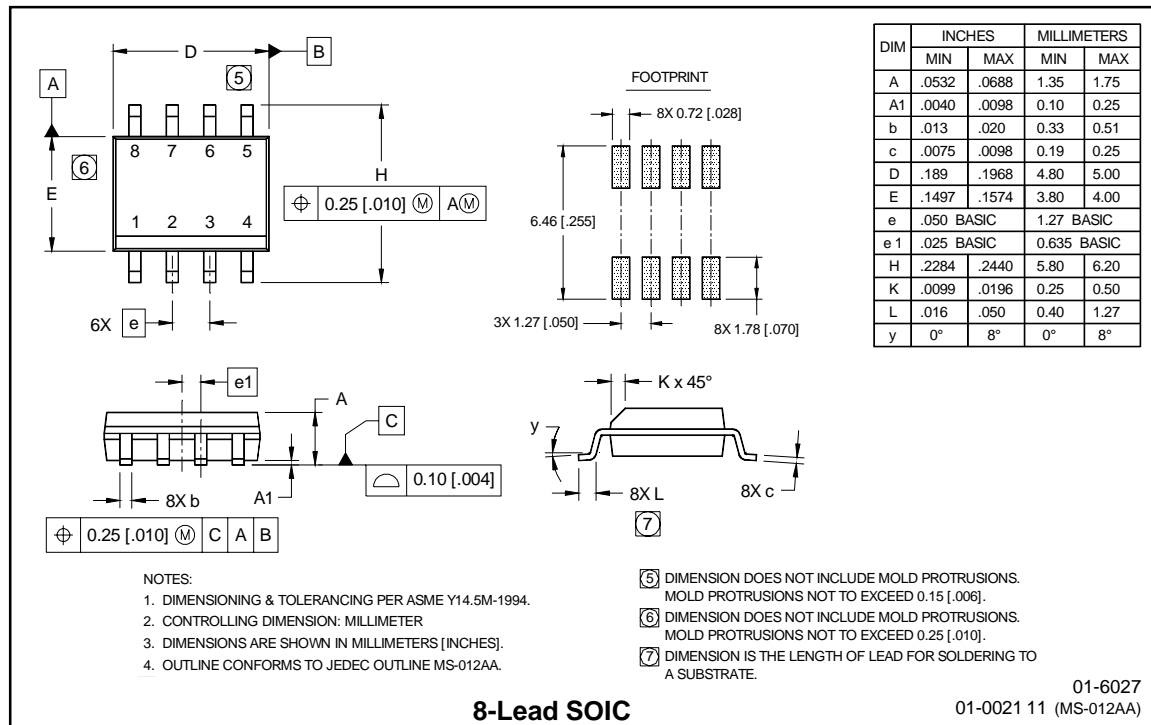 D
B
5
A
8 7 6 5
6
E
H
⌖ 0.25 [.010] Ⓜ AⓂ
1 2 3 4
6X e
FOOTPRINT
8X 0.72 [.028]
6.46 [.255]
3X 1.27 [.050]
8X 1.78 [.070]
DIM INCHES MILLIMETERS
MIN MAX MIN MAX
A .0532 .0688 1.35 1.75
A1 .0040 .0098 0.10 0.25
b .013 .020 0.33 0.51
c .0075 .0098 0.19 0.25
D .189 .1968 4.80 5.00
E .1497 .1574 3.80 4.00
e .050 BASIC 1.27 BASIC
e 1 .025 BASIC 0.635 BASIC
H .2284 .2440 5.80 6.20
K .0099 .0196 0.25 0.50
L .016 .050 0.40 1.27
y 0° 8° 0° 8°
e1
A
C
⌓ 0.10 [.004]
8X b
A1
⌖ 0.25 [.010] Ⓜ C A B
K x 45°
y
8X L
7
8X c
NOTES:
1. DIMENSIONING & TOLERANCING PER ASME Y14.5M-1994.
2. CONTROLLING DIMENSION: MILLIMETER
3. DIMENSIONS ARE SHOWN IN MILLIMETERS [INCHES].
4. OUTLINE CONFORMS TO JEDEC OUTLINE MS-012AA.
5 DIMENSION DOES NOT INCLUDE MOLD PROTRUSIONS.
MOLD PROTRUSIONS NOT TO EXCEED 0.15 [.006].
6 DIMENSION DOES NOT INCLUDE MOLD PROTRUSIONS.
MOLD PROTRUSIONS NOT TO EXCEED 0.25 [.010].
7 DIMENSION IS THE LENGTH OF LEAD FOR SOLDERING TO
A SUBSTRATE.
8-Lead SOIC
01-6027
01-0021 11 (MS-012AA)